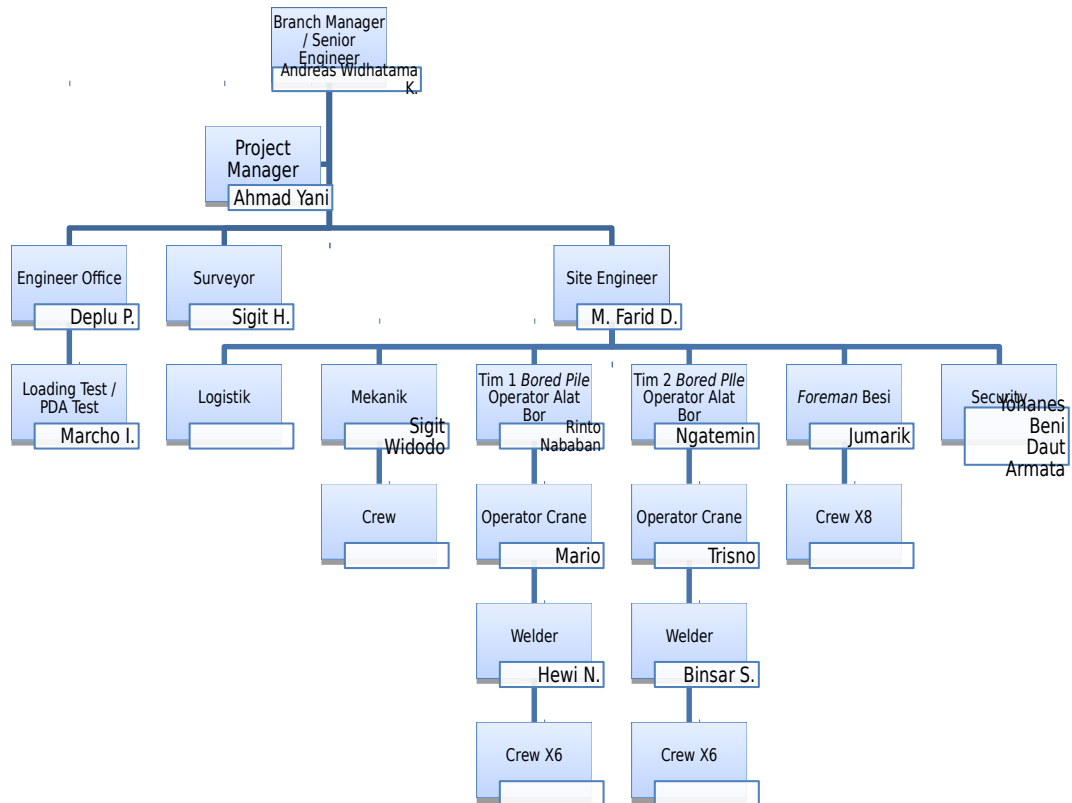 Branch Manager
/ Senior
Engineer
Andreas Widhatama
K.
Project
Manager
Ahmad Yani
Engineer Office
Deplu P.
Surveyor
Sigit H.
Site Engineer
M. Farid D.
Loading Test /
PDA Test
Marcho I.
Logistik
Mekanik
Sigit
Widodo
Tim 1 Bored Pile
Operator Alat
Bor
Rinto
Nababan
Tim 2 Bored PIle
Operator Alat
Bor
Ngatemin
Foreman Besi
Jumarik
Security
Yohanes
Beni
Daut
Armata
Crew
Operator Crane
Mario
Operator Crane
Trisno
Crew X8
Welder
Hewi N.
Welder
Binsar S.
Crew X6
Crew X6